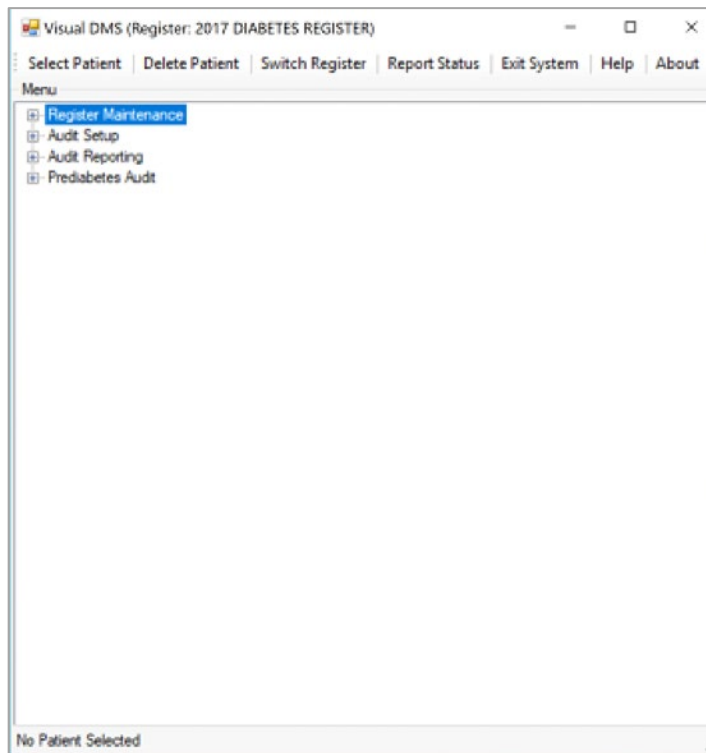 Visual DMS (Register: 2017 DIABETES REGISTER)
Select Patient Delete Patient Switch Register Report Status Exit System Help About
Menu
Register Maintenance
Audit Setup
Audit Reporting
Prediabetes Audit
No Patient Selected